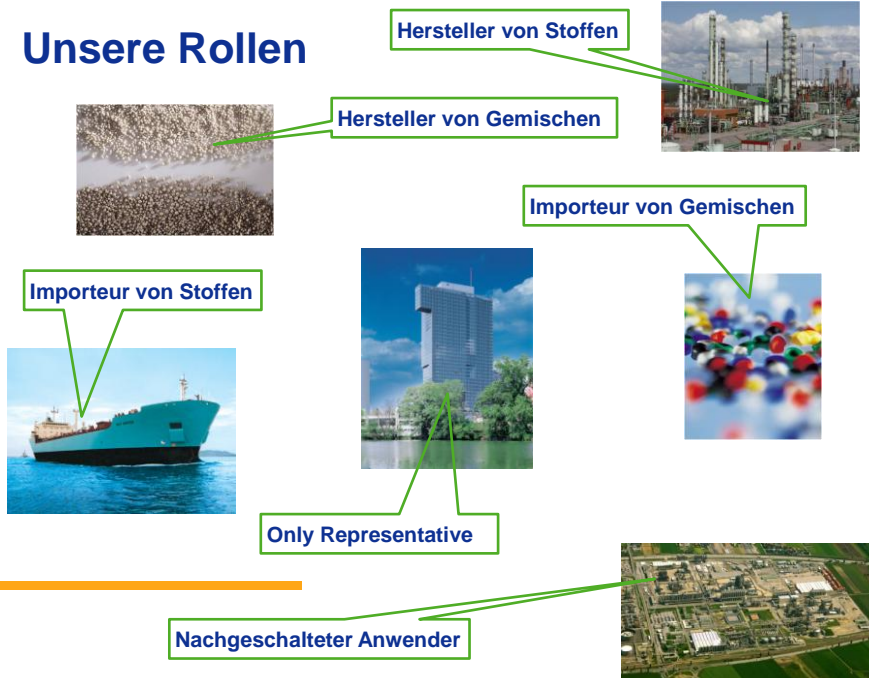 Unsere Rollen
Hersteller von Stoffen
Hersteller von Gemischen
Importeur von Gemischen
Importeur von Stoffen
Only Representative
Nachgeschalteter Anwender